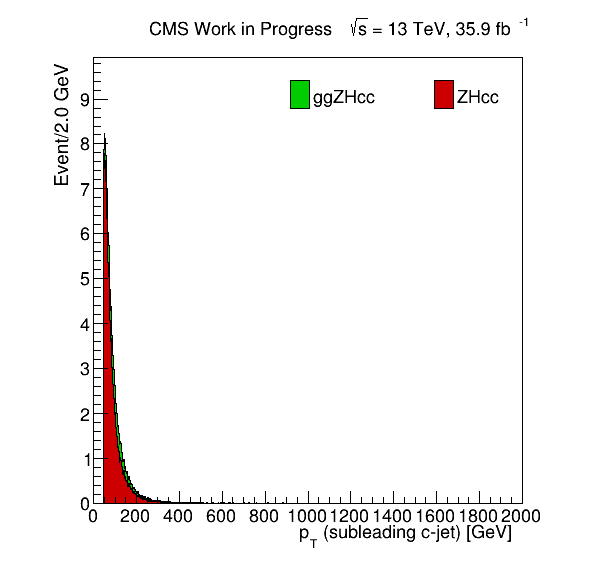 CMS Work in Progress √s = 13 TeV, 35.9 fb⁻¹
Event/2.0 GeV
ggZHcc ZHcc
9
8
7
6
5
4
3
2
1
0
0 200 400 600 800 1000 1200 1400 1600 1800 2000
p_T (subleading c-jet) [GeV]